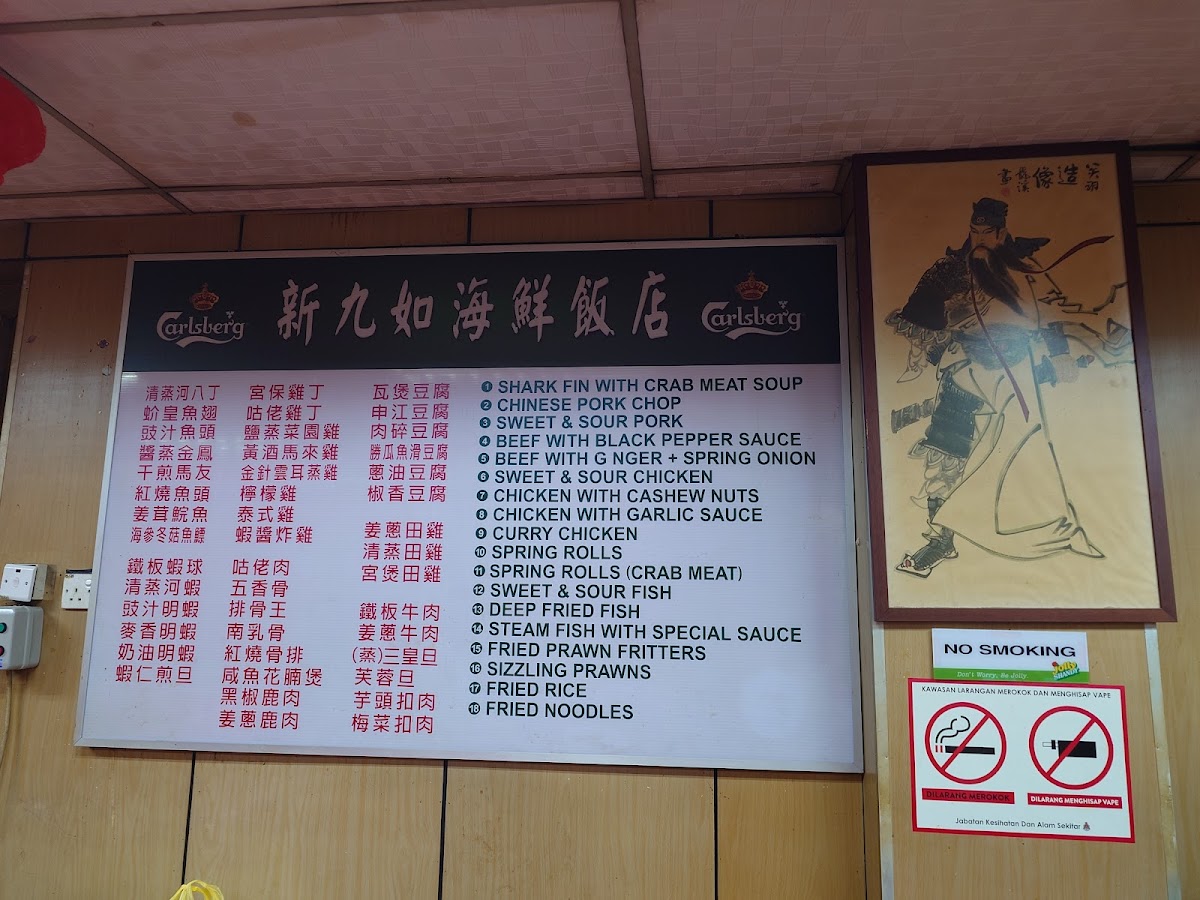 Carlsberg 新九如海鮮飯店 Carlsberg
清蒸河八丁
蚧皇魚翅
豉汁魚頭
醬蒸金鳳
干煎馬友
紅燒魚頭
姜茸鯇魚
海參冬菇魚鰾
鐵板蝦球
清蒸河蝦
豉汁明蝦
麥香明蝦
奶油明蝦
蝦仁煎旦
宮保雞丁
咕佬雞丁
鹽蒸菜園雞
黃酒馬來雞
金針雲耳蒸雞
檸檬雞
泰式雞
蝦醬炸雞
咕佬肉
五香骨
排骨王
南乳骨
紅燒骨排
咸魚花腩煲
黑椒鹿肉
姜蔥鹿肉
瓦煲豆腐
申江豆腐
肉碎豆腐
勝瓜魚滑豆腐
蔥油豆腐
椒香豆腐
姜蔥田雞
清蒸田雞
宮煲田雞
鐵板牛肉
姜蔥牛肉
(蒸)三皇旦
芙蓉旦
芋頭扣肉
梅菜扣肉
1 SHARK FIN WITH CRAB MEAT SOUP
2 CHINESE PORK CHOP
3 SWEET & SOUR PORK
4 BEEF WITH BLACK PEPPER SAUCE
5 BEEF WITH G NGER + SPRING ONION
6 SWEET & SOUR CHICKEN
7 CHICKEN WITH CASHEW NUTS
8 CHICKEN WITH GARLIC SAUCE
9 CURRY CHICKEN
10 SPRING ROLLS
11 SPRING ROLLS (CRAB MEAT)
12 SWEET & SOUR FISH
13 DEEP FRIED FISH
14 STEAM FISH WITH SPECIAL SAUCE
15 FRIED PRAWN FRITTERS
16 SIZZLING PRAWNS
17 FRIED RICE
18 FRIED NOODLES
造像
NO SMOKING
Don't Worry, Be Jolly
Jolly SHANDY
KAWASAN LARANGAN MEROKOK DAN MENGHISAP VAPE
DILARANG MEROKOK
DILARANG MENGHISAP VAPE
Jabatan Kesihatan Dan Alam Sekitar